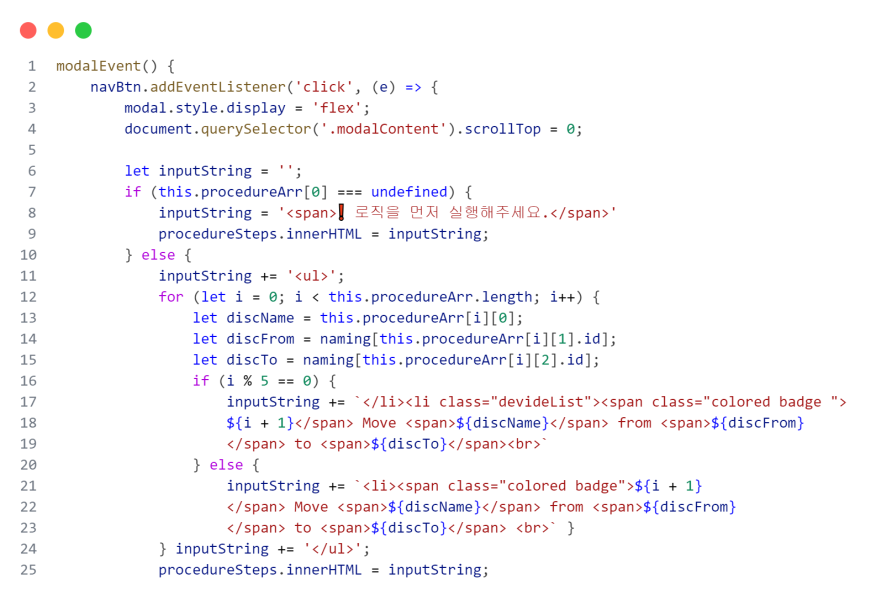 1 modalEvent() {
2     navBtn.addEventListener('click', (e) => {
3         modal.style.display = 'flex';
4         document.querySelector('.modalContent').scrollTop = 0;
5
6         let inputString = '';
7         if (this.procedureArr[0] === undefined) {
8             inputString = '<span>❗ 로직을 먼저 실행해주세요.</span>'
9             procedureSteps.innerHTML = inputString;
10         } else {
11             inputString += '<ul>';
12             for (let i = 0; i < this.procedureArr.length; i++) {
13                 let discName = this.procedureArr[i][0];
14                 let discFrom = naming[this.procedureArr[i][1].id];
15                 let discTo = naming[this.procedureArr[i][2].id];
16                 if (i % 5 == 0) {
17                     inputString += `</li><li class="devideList"><span class="colored badge ">
18                     ${i + 1}</span> Move <span>${discName}</span> from <span>${discFrom}
19                     </span> to <span>${discTo}</span><br>`
20                 } else {
21                     inputString += `<li><span class="colored badge">${i + 1}
22                     </span> Move <span>${discName}</span> from <span>${discFrom}
23                     </span> to <span>${discTo}</span> <br>` }
24             } inputString += '</ul>';
25             procedureSteps.innerHTML = inputString;